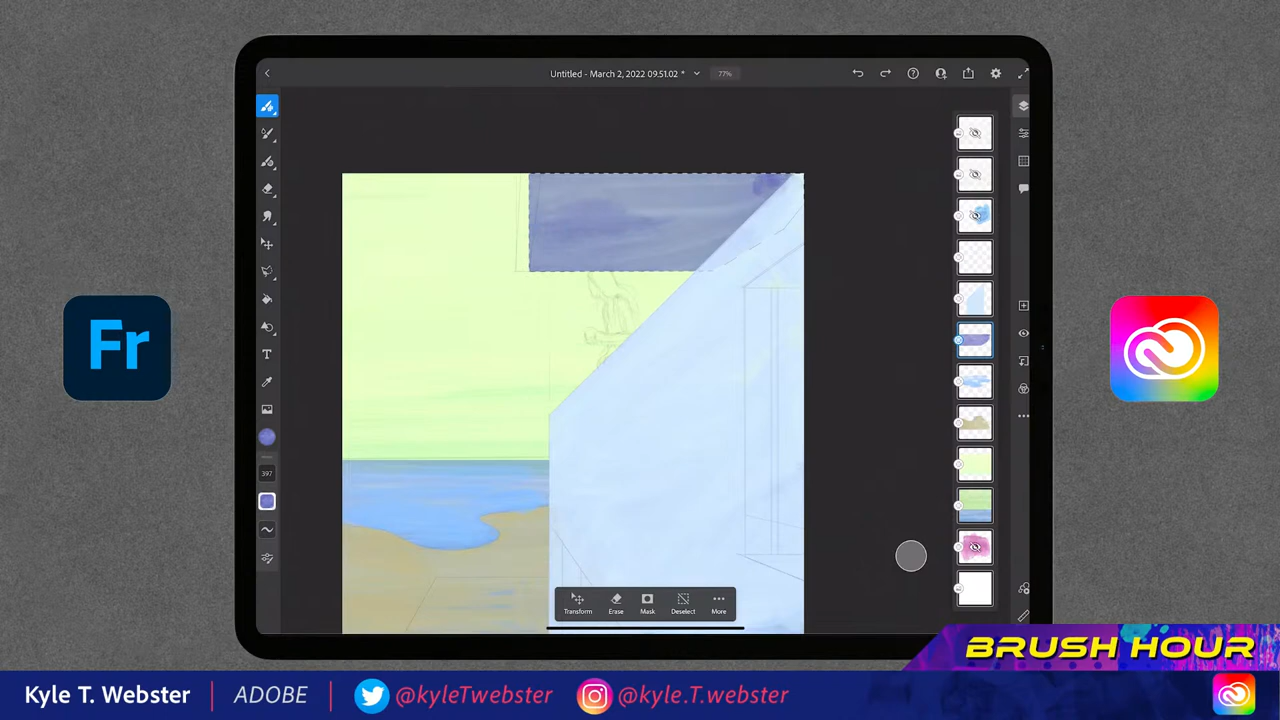 Untitled - March 2, 2022 09.51.02 *
77%
T
397
Fr
Transform
Erase
Mask
Deselect
More
BRUSH HOUR
Kyle T. Webster | ADOBE | @kyleTwebster @kyle.T.webster